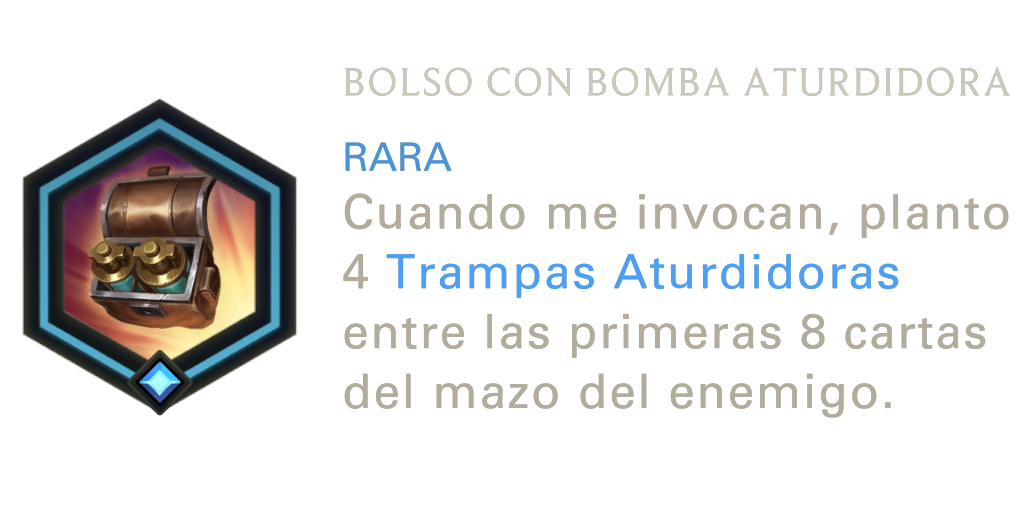 BOLSO CON BOMBA ATURDIDORA
RARA
Cuando me invocan, planto
4 Trampas Aturdidoras
entre las primeras 8 cartas
del mazo del enemigo.